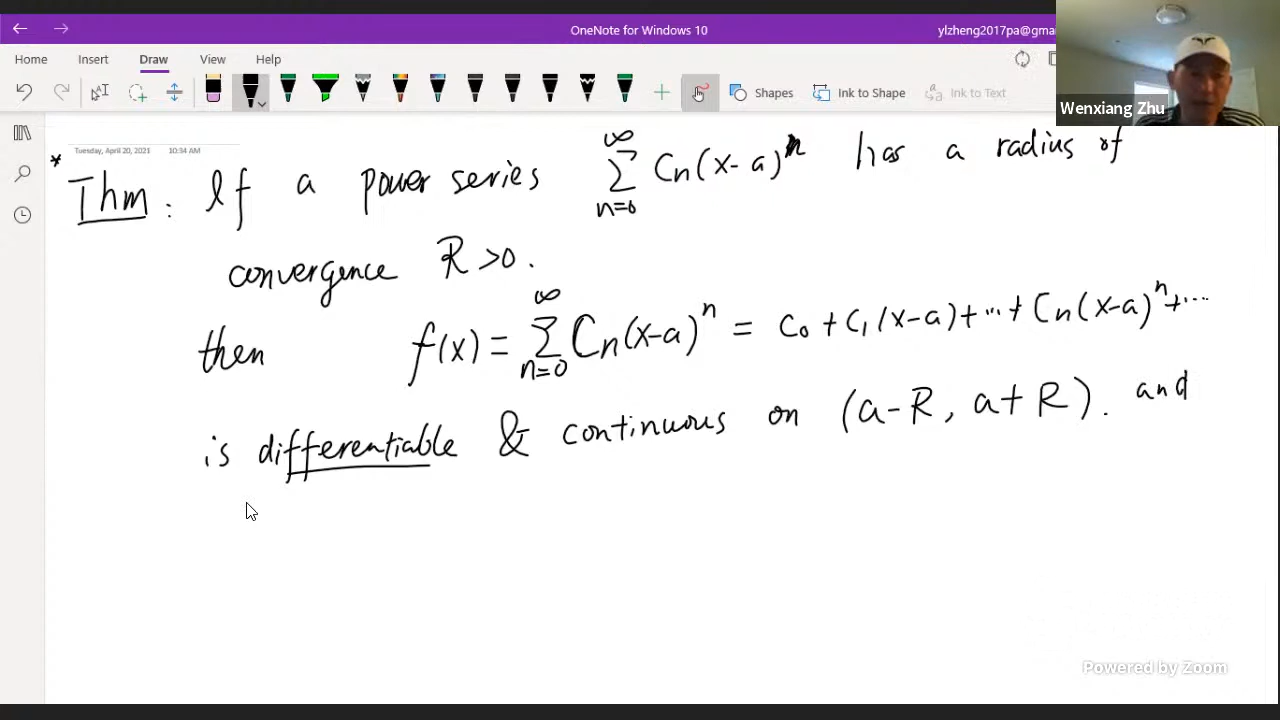 OneNote for Windows 10
ylzheng2017pa@gma
Home Insert Draw View Help
Shapes Ink to Shape Ink to Text
Wenxiang Zhu
Tuesday, April 20, 2021 10:34 AM
* Thm: If a power series ∑_{n=0}^{∞} Cn(x-a)^n has a radius of
convergence R>0.
then f(x) = ∑_{n=0}^{∞} Cn(x-a)^n = C0 + C1(x-a)+...+ Cn(x-a)^n+...
is differentiable & continuous on (a-R, a+R). and
Powered by Zoom